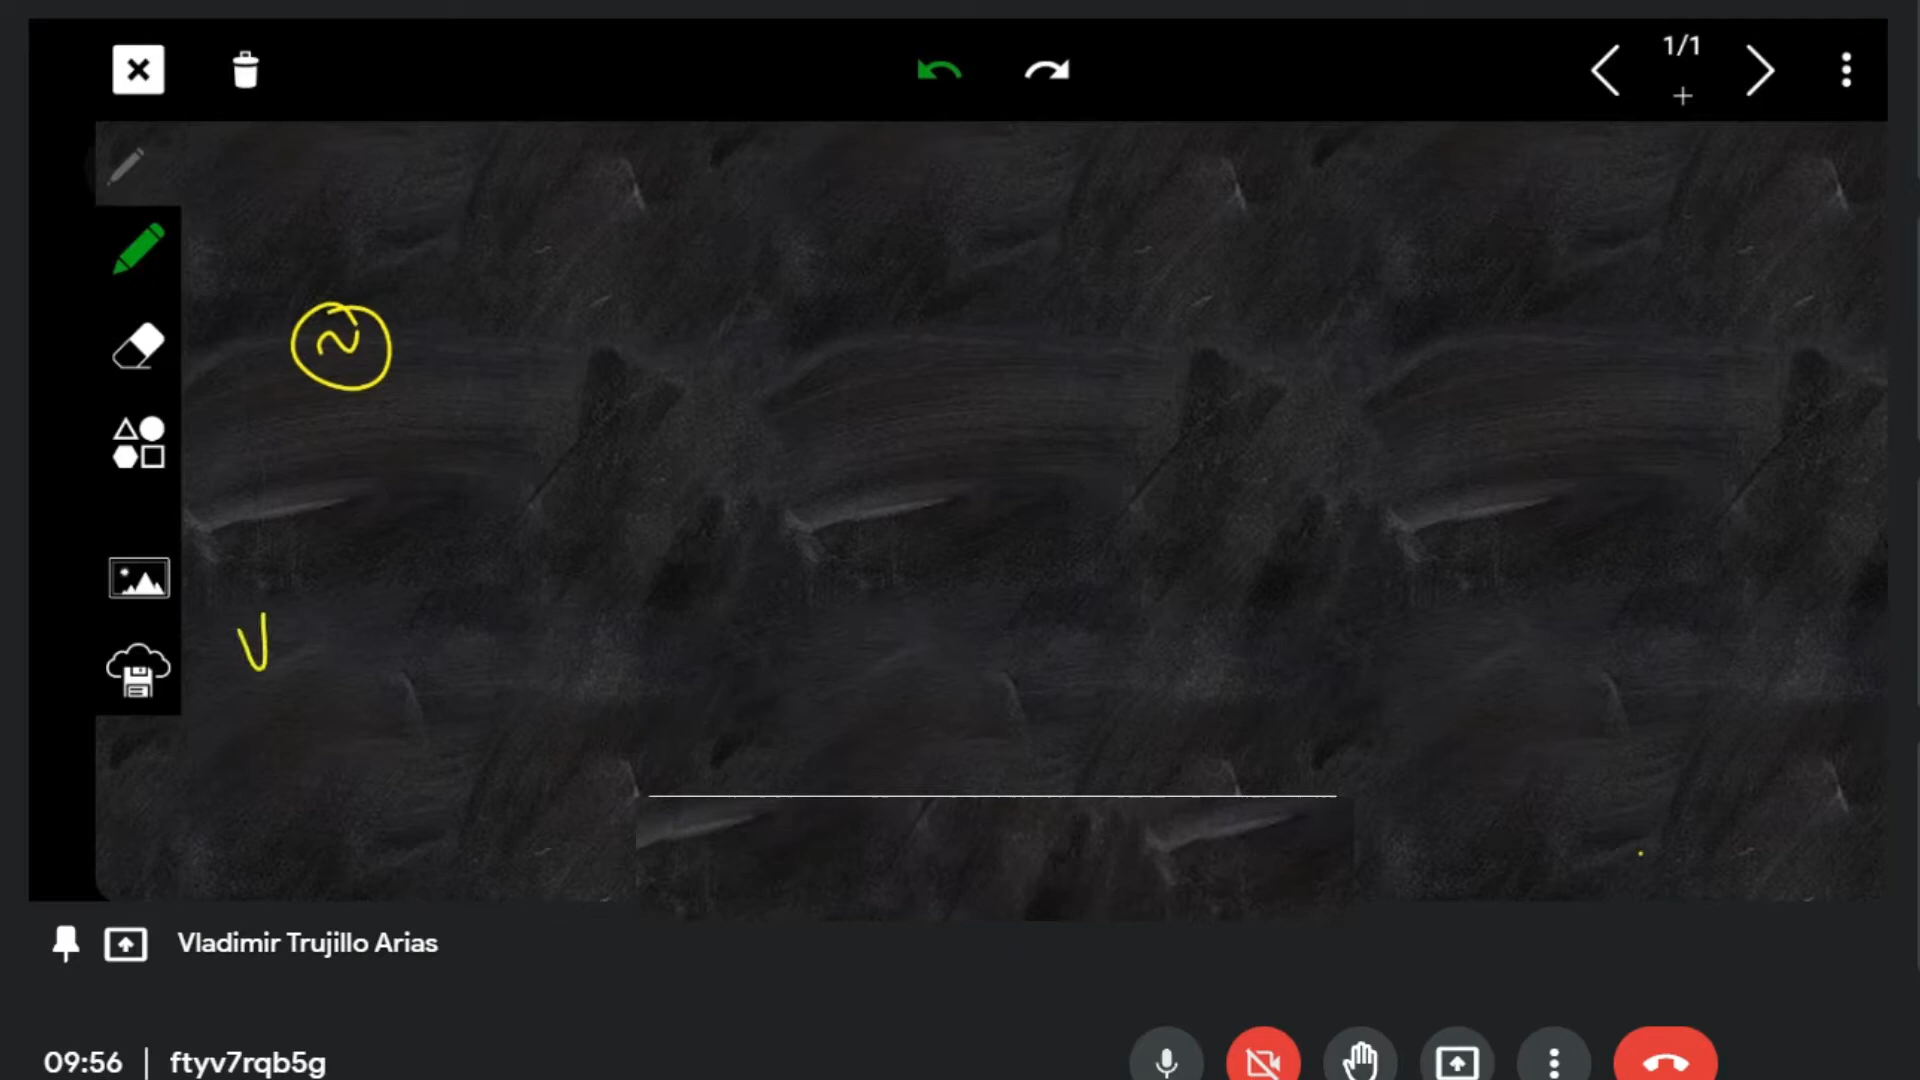 1/1
+
~
V
Vladimir Trujillo Arias
09:56 | ftyv7rqb5g